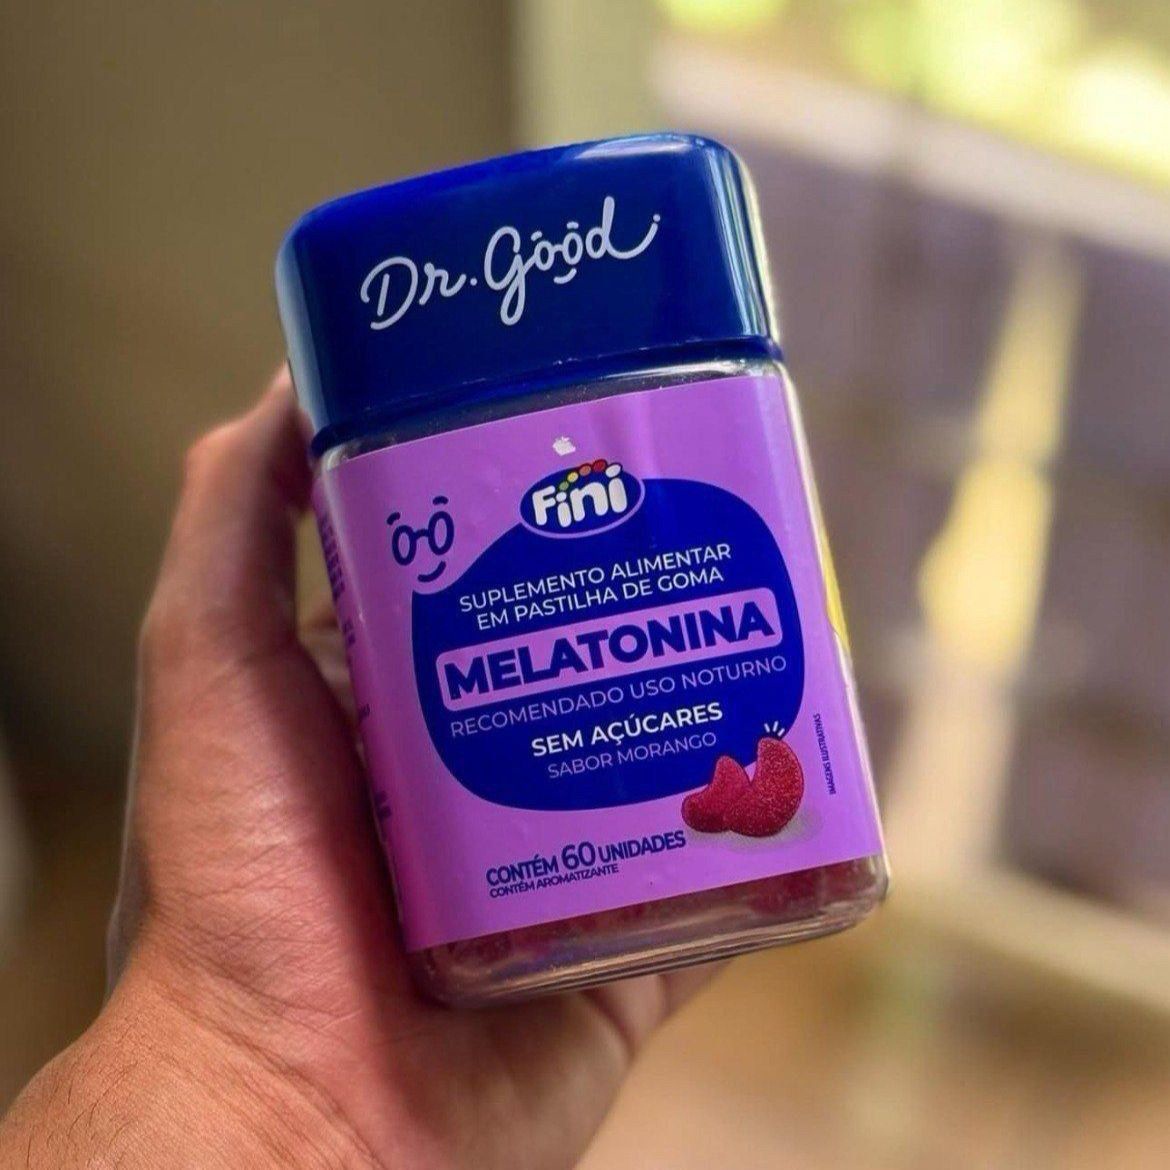 Dr. Good
Fini
SUPLEMENTO ALIMENTAR
EM PASTILHA DE GOMA
MELATONINA
RECOMENDADO USO NOTURNO
SEM AÇÚCARES
SABOR MORANGO
CONTÉM 60 UNIDADES
CONTÉM AROMATIZANTE
IMAGENS ILUSTRATIVAS